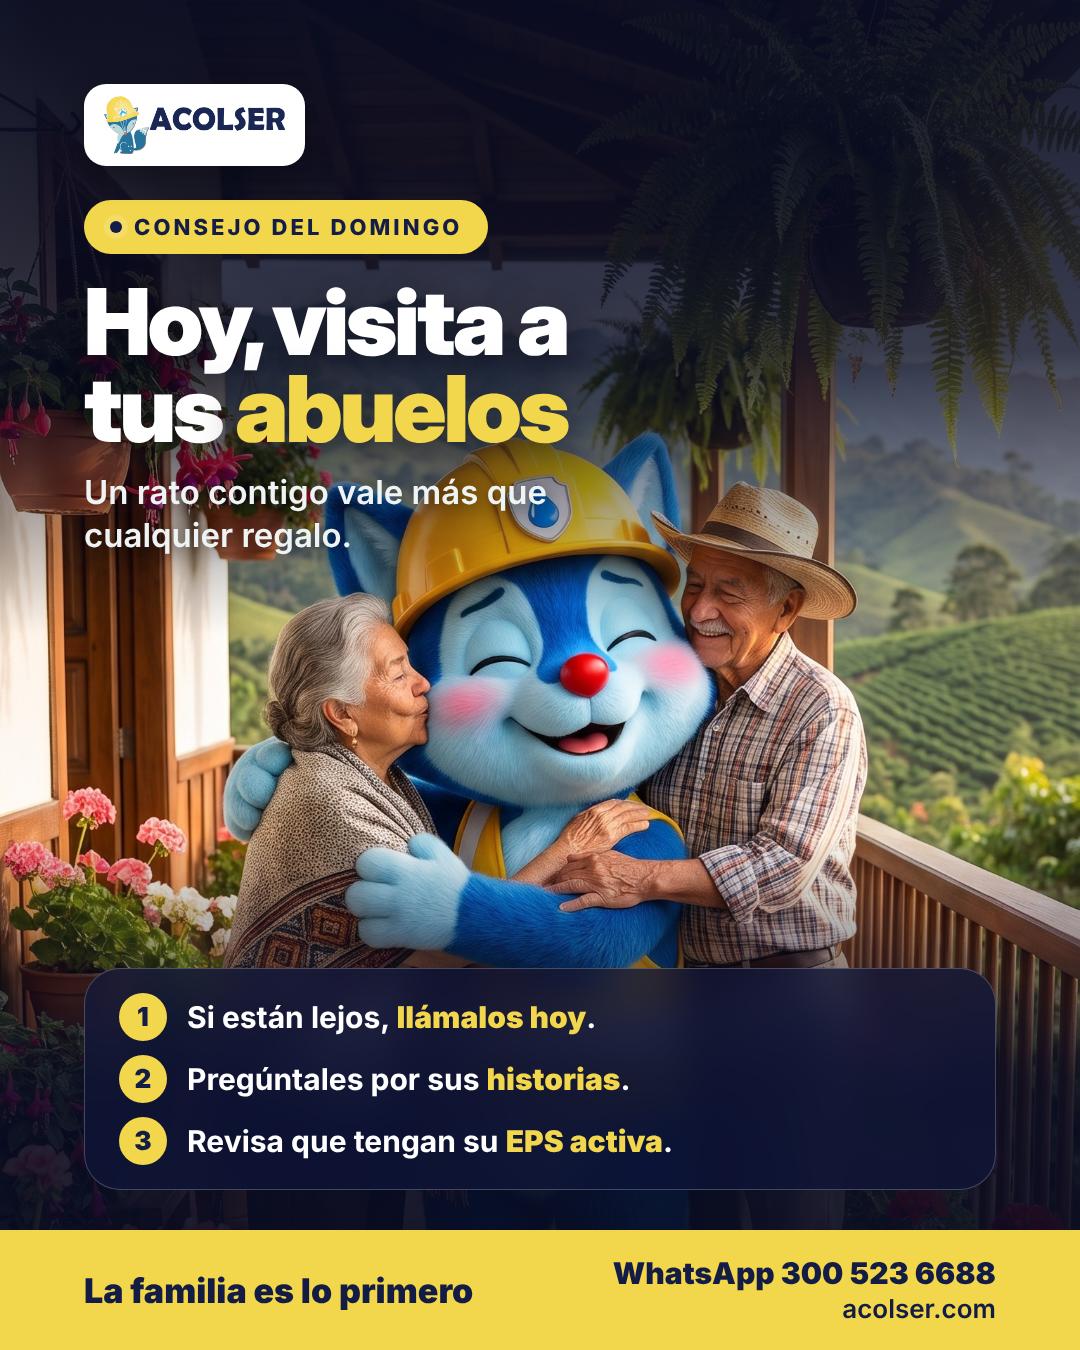 ACOLSER
CONSEJO DEL DOMINGO
Hoy, visita a
tus abuelos
Un rato contigo vale más que
cualquier regalo.
1 Si están lejos, llámalos hoy.
2 Pregúntales por sus historias.
3 Revisa que tengan su EPS activa.
La familia es lo primero
WhatsApp 300 523 6688
acolser.com